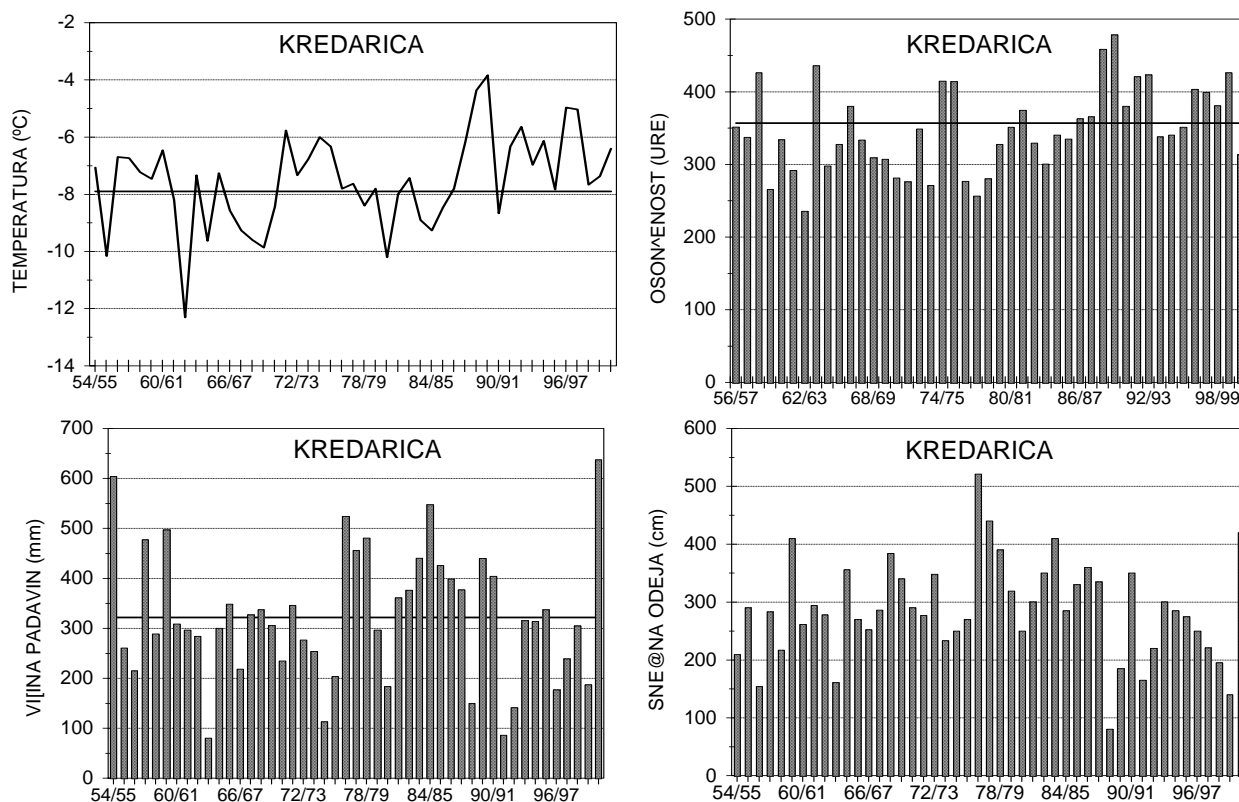 KREDARICA
TEMPERATURA (ºC)
-2
-4
-6
-8
-10
-12
-14
54/55 60/61 66/67 72/73 78/79 84/85 90/91 96/97
KREDARICA
OSON^ENOST (URE)
500
400
300
200
100
0
56/57 62/63 68/69 74/75 80/81 86/87 92/93 98/99
KREDARICA
VI[INA PADAVIN (mm)
700
600
500
400
300
200
100
0
54/55 60/61 66/67 72/73 78/79 84/85 90/91 96/97
KREDARICA
SNE@NA ODEJA (cm)
600
500
400
300
200
100
0
54/55 60/61 66/67 72/73 78/79 84/85 90/91 96/97